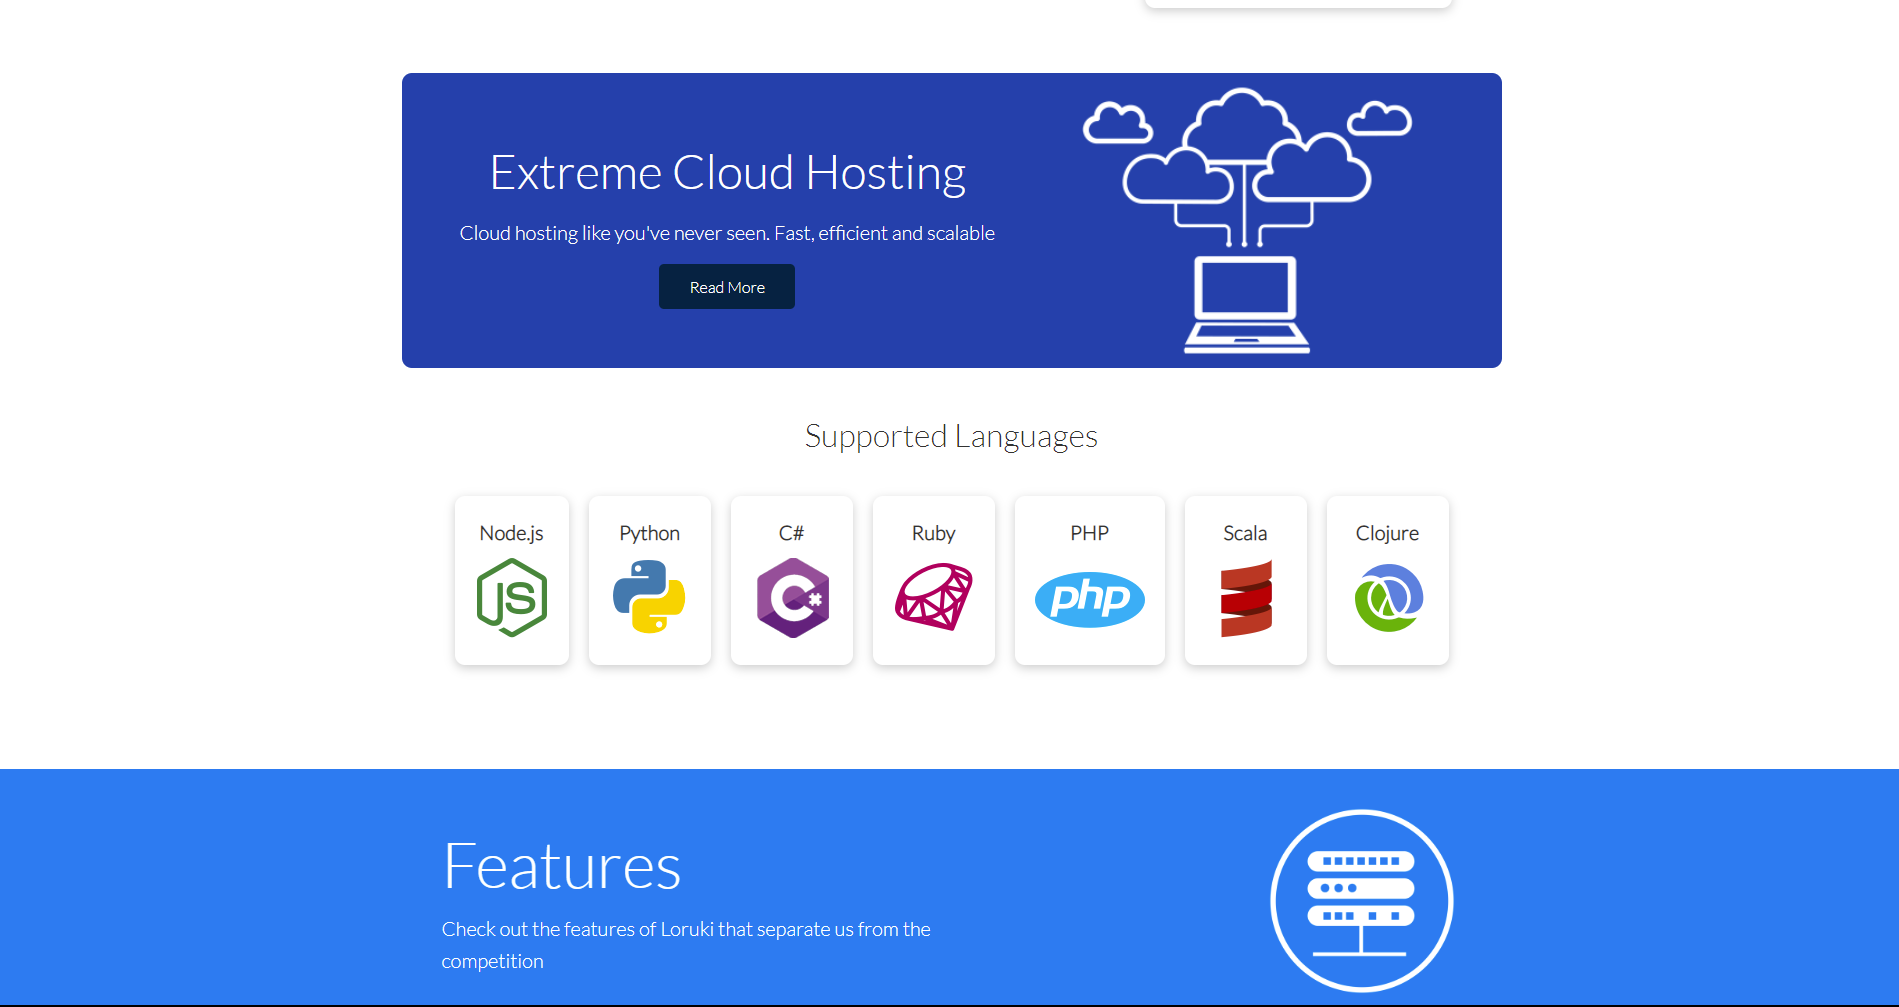 Extreme Cloud Hosting
Cloud hosting like you've never seen. Fast, efficient and scalable
Read More
Supported Languages
Node.js
Python
C#
Ruby
PHP
Scala
Clojure
JS
C#
php
Features
Check out the features of Loruki that separate us from the
competition